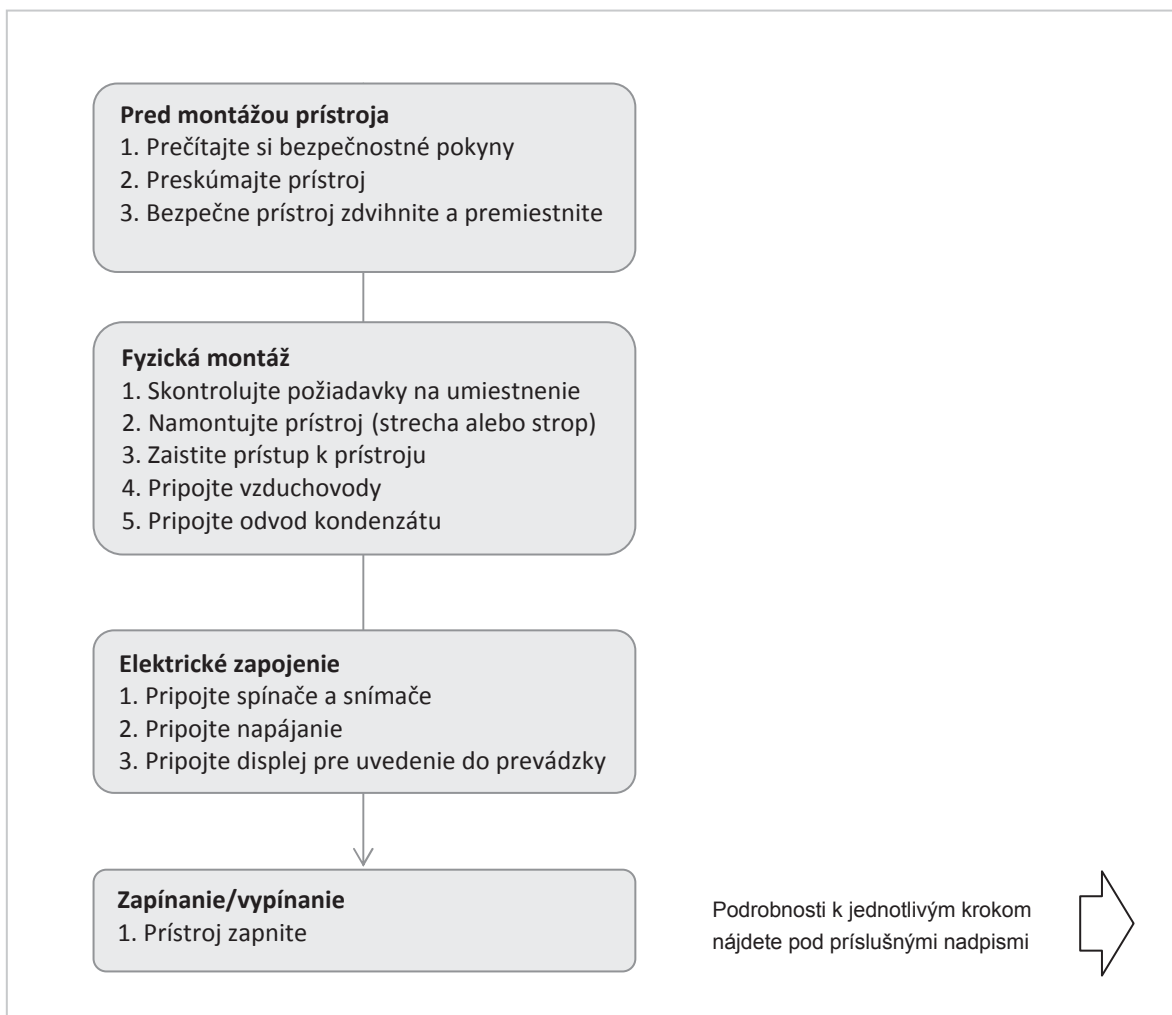 Pred montážou prístroja
1. Prečítajte si bezpečnostné pokyny
2. Preskúmajte prístroj
3. Bezpečne prístroj zdvihnite a premiestnite
Fyzická montáž
1. Skontrolujte požiadavky na umiestnenie
2. Namontujte prístroj (strecha alebo strop)
3. Zaistite prístup k prístroju
4. Pripojte vzduchovody
5. Pripojte odvod kondenzátu
Elektrické zapojenie
1. Pripojte spínače a snímače
2. Pripojte napájanie
3. Pripojte displej pre uvedenie do prevádzky
Zapínanie/vypínanie
1. Prístroj zapnite
Podrobnosti k jednotlivým krokom
nájdete pod príslušnými nadpismi